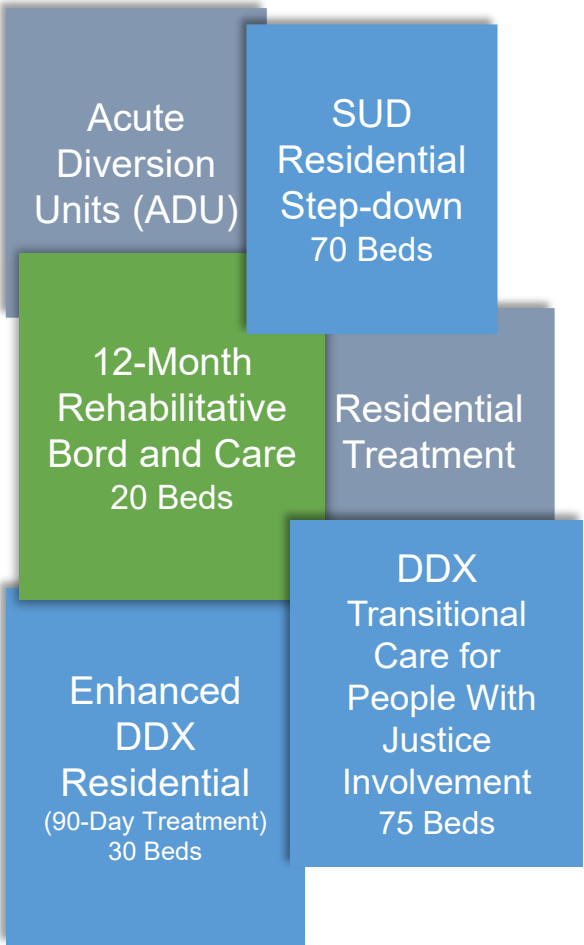 Acute
Diversion
Units (ADU)
SUD
Residential
Step-down
70 Beds
12-Month
Rehabilitative
Bord and Care
20 Beds
Residential
Treatment
DDX
Transitional
Care for
People With
Justice
Involvement
75 Beds
Enhanced
DDX
Residential
(90-Day Treatment)
30 Beds